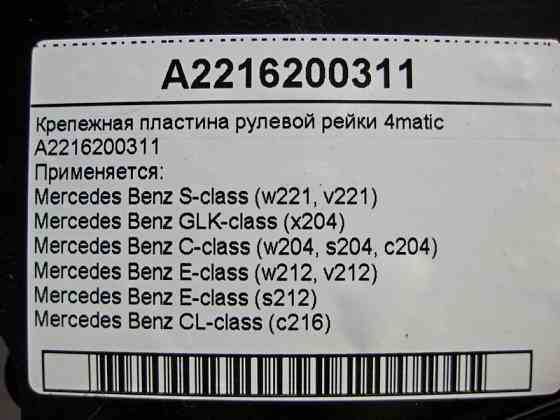 A2216200311
Крепежная пластина рулевой рейки 4matic
A2216200311
Применяется:
Mercedes Benz S-class (w221, v221)
Mercedes Benz GLK-class (x204)
Mercedes Benz C-class (w204, s204, c204)
Mercedes Benz E-class (w212, v212)
Mercedes Benz E-class (s212)
Mercedes Benz CL-class (c216)